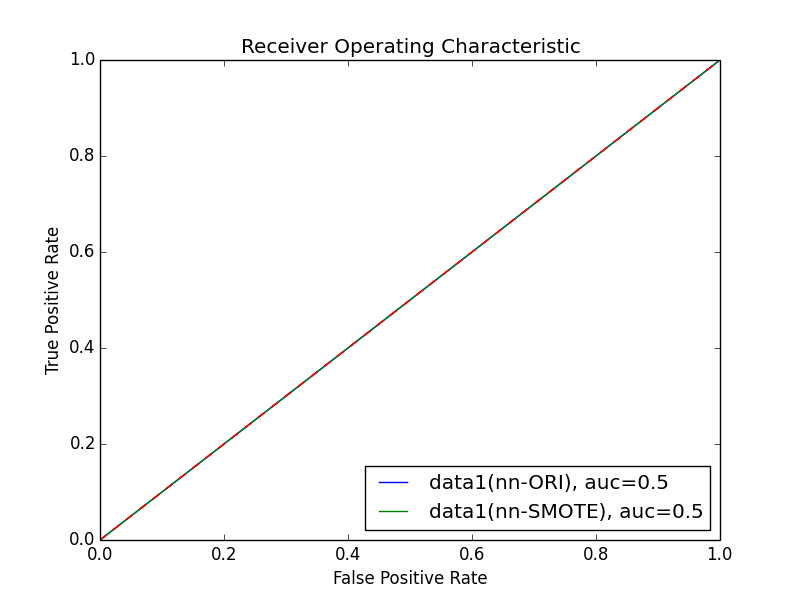 Receiver Operating Characteristic
1.0
0.8
0.6
0.4
0.2
0.0
True Positive Rate
data1(nn-ORI), auc=0.5
data1(nn-SMOTE), auc=0.5
0.0 0.2 0.4 0.6 0.8 1.0
False Positive Rate